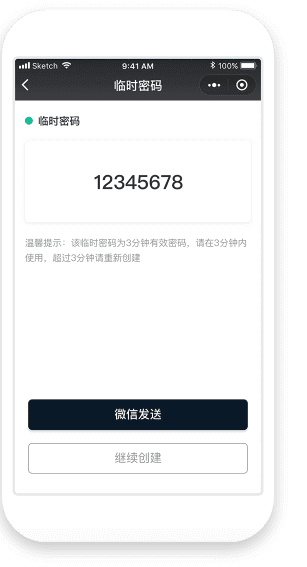 Sketch 9:41 AM 100%
临时密码
临时密码
12345678
温馨提示：该临时密码为3分钟有效密码，请在3分钟内
使用，超过3分钟请重新创建
微信发送
继续创建